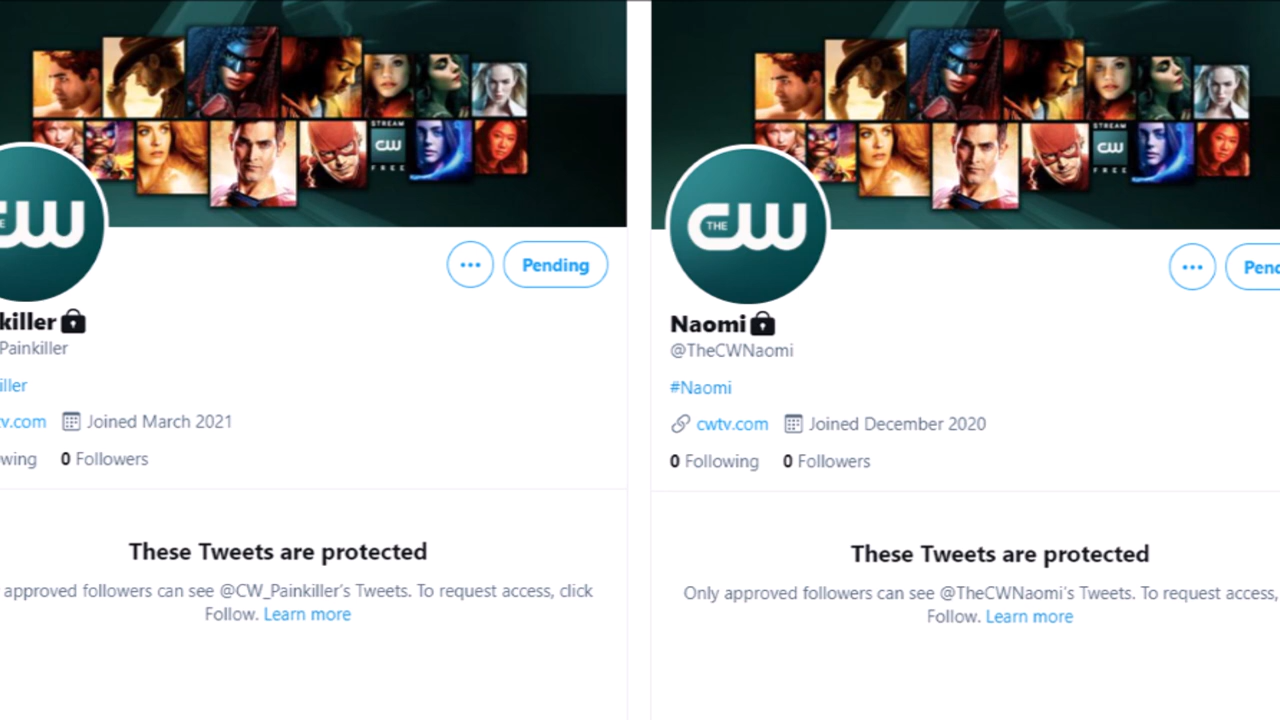 STREAM
CW
FREE
CW
Pending
killer
Painkiller
iller
v.com Joined March 2021
wing 0 Followers
These Tweets are protected
approved followers can see @CW_Painkiller's Tweets. To request access, click
Follow. Learn more
STREAM
CW
FREE
THE CW
Pend
Naomi
@TheCWNaomi
#Naomi
cwtv.com Joined December 2020
0 Following 0 Followers
These Tweets are protected
Only approved followers can see @TheCWNaomi's Tweets. To request access,
Follow. Learn more